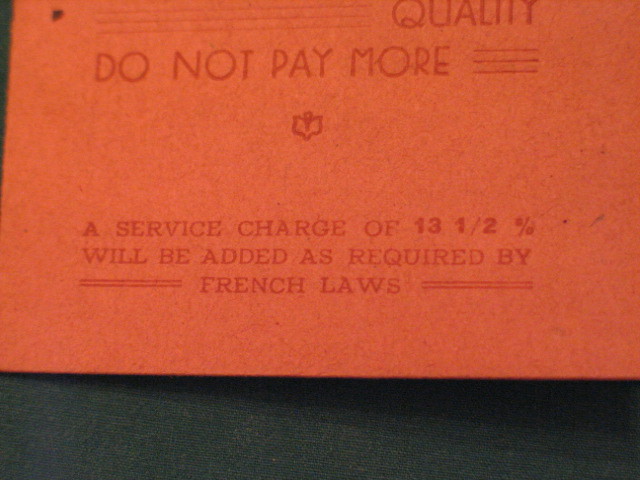 QUALITY
DO NOT PAY MORE
A SERVICE CHARGE OF 13 1/2 %
WILL BE ADDED AS REQUIRED BY
FRENCH LAWS